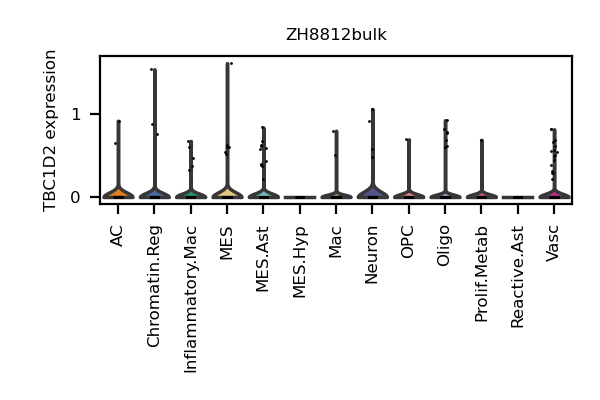 ZH8812bulk
TBC1D2 expression
1
0
AC
Chromatin.Reg
Inflammatory.Mac
MES
MES.Ast
MES.Hyp
Mac
Neuron
OPC
Oligo
Prolif.Metab
Reactive.Ast
Vasc